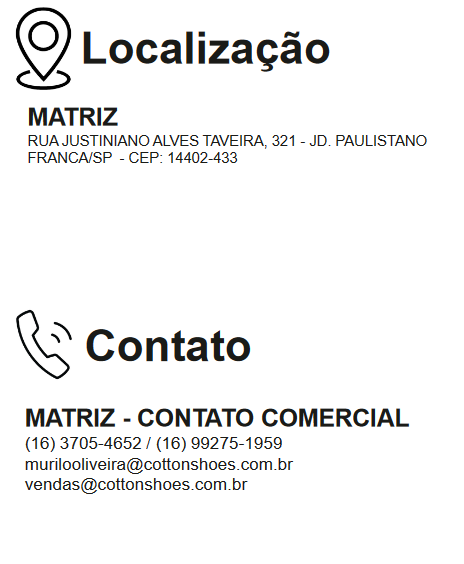 Localização
MATRIZ
RUA JUSTINIANO ALVES TAVEIRA, 321 - JD. PAULISTANO
FRANCA/SP - CEP: 14402-433
Contato
MATRIZ - CONTATO COMERCIAL
(16) 3705-4652 / (16) 99275-1959
murilooliveira@cottonshoes.com.br
vendas@cottonshoes.com.br